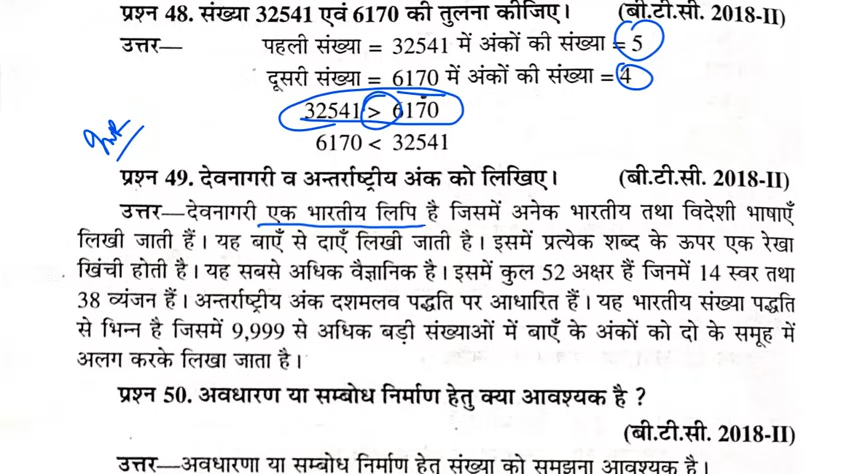 प्रश्न 48. संख्या 32541 एवं 6170 की तुलना कीजिए। (बी.टी.सी. 2018-II)
उत्तर— पहली संख्या = 32541 में अंकों की संख्या = 5
दूसरी संख्या = 6170 में अंकों की संख्या = 4
32541 > 6170
6170 < 32541
प्रश्न 49. देवनागरी व अन्तर्राष्ट्रीय अंक को लिखिए। (बी.टी.सी. 2018-II)
उत्तर—देवनागरी एक भारतीय लिपि है जिसमें अनेक भारतीय तथा विदेशी भाषाएँ
लिखी जाती हैं। यह बाएँ से दाएँ लिखी जाती है। इसमें प्रत्येक शब्द के ऊपर एक रेखा
खिंची होती है। यह सबसे अधिक वैज्ञानिक है। इसमें कुल 52 अक्षर हैं जिनमें 14 स्वर तथा
38 व्यंजन हैं। अन्तर्राष्ट्रीय अंक दशमलव पद्धति पर आधारित हैं। यह भारतीय संख्या पद्धति
से भिन्न है जिसमें 9,999 से अधिक बड़ी संख्याओं में बाएँ के अंकों को दो के समूह में
अलग करके लिखा जाता है।
प्रश्न 50. अवधारण या सम्बोध निर्माण हेतु क्या आवश्यक है ?
(बी.टी.सी. 2018-II)
उत्तर—अवधारणा या सम्बोध निर्माण हेतु संख्या को समझना आवश्यक है।